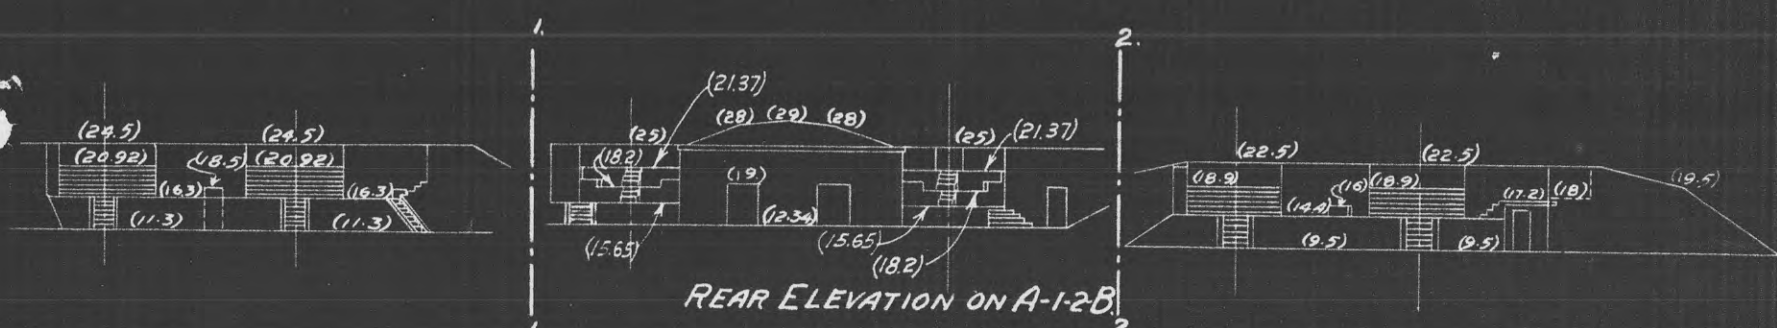 1.
2.
(21.37)
(28) (29) (28)
(24.5) (24.5) (25) (25) (21.37)
(20.92) (18.5) (20.92) (18.2) (22.5) (22.5)
(16.3) (16.3) (19) (18.9) (16) (18.9) (17.2) (18) (19.5)
(14.4)
(11.3) (11.3) (12.34) (9.5) (9.5)
(15.65) (15.65)
(18.2)
REAR ELEVATION ON A-1-2-B.
1.
2.